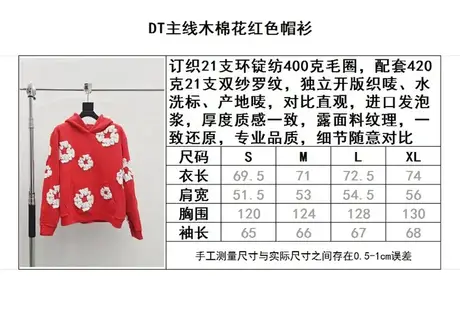 DT主线木棉花红色帽衫
订织21支环锭纺400克毛圈，配套420
克21支双纱罗纹，独立开版织唛、水
洗标、产地唛，对比直观，进口发泡
浆，厚度质感一致，露面料纹理，一
致还原，专业品质，细节随意对比
尺码 S M L XL
衣长 69.5 71 72.5 74
肩宽 51.5 53 54.5 56
胸围 120 124 128 130
袖长 65 66 67 68
手工测量尺寸与实际尺寸之间存在0.5-1cm误差